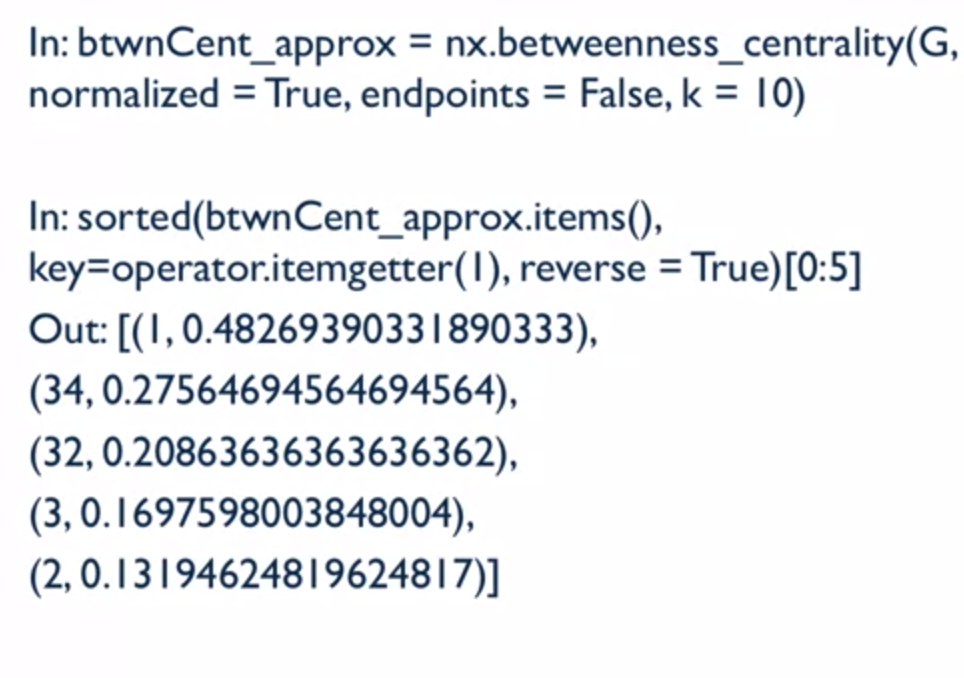 In: btwnCent_approx = nx.betweenness_centrality(G,
normalized = True, endpoints = False, k = 10)
In: sorted(btwnCent_approx.items(),
key=operator.itemgetter(1), reverse = True)[0:5]
Out: [(1, 0.48269390331890333),
(34, 0.27564694564694564),
(32, 0.20863636363636362),
(3, 0.1697598003848004),
(2, 0.13194624819624817)]